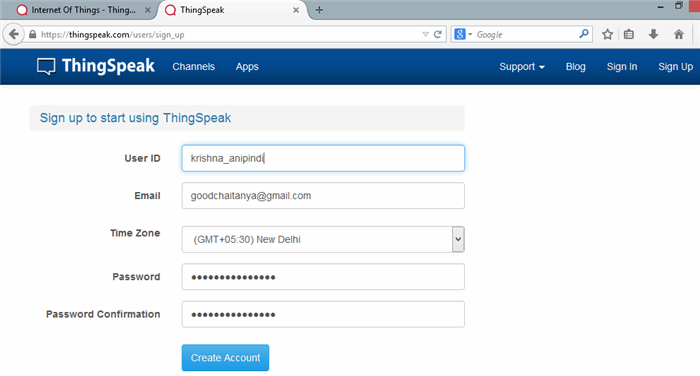 Internet Of Things - Thing...
ThingSpeak
https://thingspeak.com/users/sign_up
Google
ThingSpeak Channels Apps Support Blog Sign In Sign Up
Sign up to start using ThingSpeak
User ID krishna_anipindi
Email goodchaitanya@gmail.com
Time Zone (GMT+05:30) New Delhi
Password ●●●●●●●●●●●●●●●
Password Confirmation ●●●●●●●●●●●●●●●
Create Account